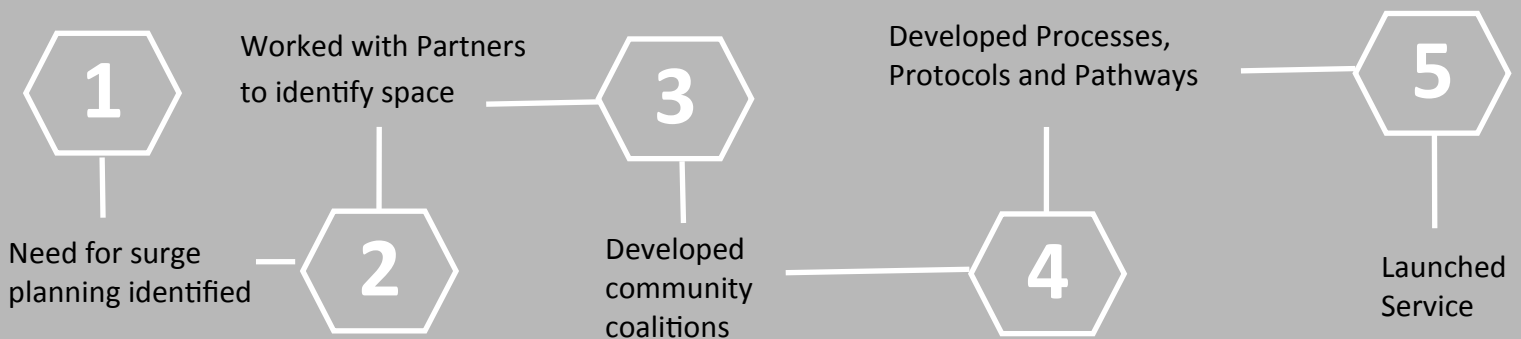 1
Need for surge
planning identified
2
Worked with Partners
to identify space
3
Developed
community
coalitions
4
Developed Processes,
Protocols and Pathways
5
Launched
Service